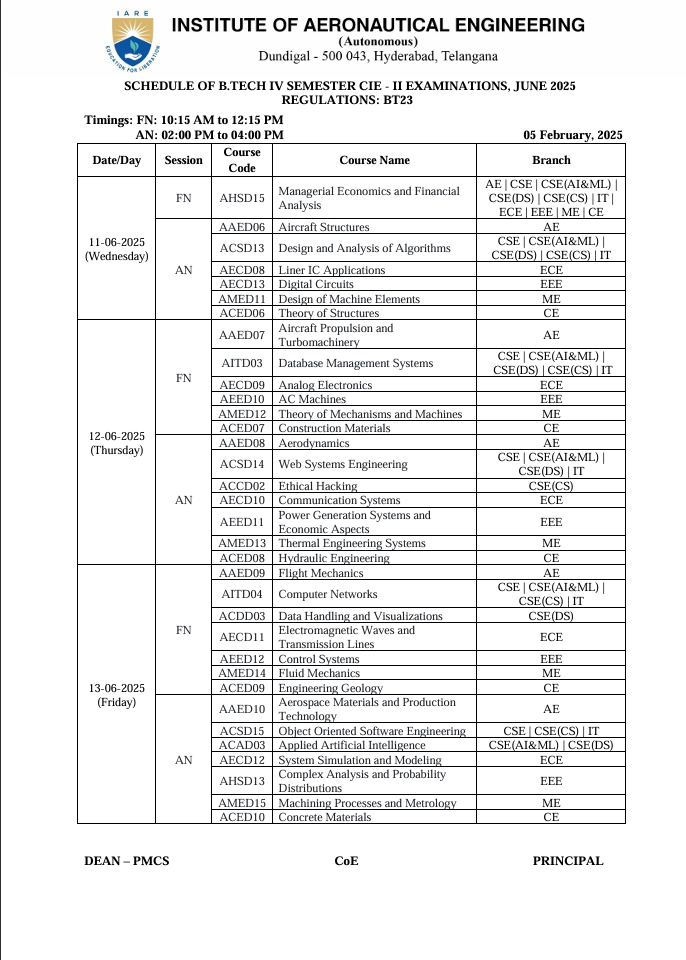 IARE
EDUCATION FOR LIBERATION
INSTITUTE OF AERONAUTICAL ENGINEERING
(Autonomous)
Dundigal - 500 043, Hyderabad, Telangana
SCHEDULE OF B.TECH IV SEMESTER CIE - II EXAMINATIONS, JUNE 2025
REGULATIONS: BT23
Timings: FN: 10:15 AM to 12:15 PM
AN: 02:00 PM to 04:00 PM
05 February, 2025
Date/Day Session Course Code Course Name Branch
11-06-2025
(Wednesday)
FN AHSD15 Managerial Economics and Financial
Analysis
AE | CSE | CSE(AI&ML) |
CSE(DS) | CSE(CS) | IT |
ECE | EEE | ME | CE
AN
AAED06 Aircraft Structures AE
ACSD13 Design and Analysis of Algorithms CSE | CSE(AI&ML) |
CSE(DS) | CSE(CS) | IT
AECD08 Liner IC Applications ECE
AECD13 Digital Circuits EEE
AMED11 Design of Machine Elements ME
ACED06 Theory of Structures CE
12-06-2025
(Thursday)
FN
AAED07 Aircraft Propulsion and
Turbomachinery AE
AITD03 Database Management Systems CSE | CSE(AI&ML) |
CSE(DS) | CSE(CS) | IT
AECD09 Analog Electronics ECE
AEED10 AC Machines EEE
AMED12 Theory of Mechanisms and Machines ME
ACED07 Construction Materials CE
AN
AAED08 Aerodynamics AE
ACSD14 Web Systems Engineering CSE | CSE(AI&ML) |
CSE(DS) | IT
ACCD02 Ethical Hacking CSE(CS)
AECD10 Communication Systems ECE
AEED11 Power Generation Systems and
Economic Aspects EEE
AMED13 Thermal Engineering Systems ME
ACED08 Hydraulic Engineering CE
13-06-2025
(Friday)
FN
AAED09 Flight Mechanics AE
AITD04 Computer Networks CSE | CSE(AI&ML) |
CSE(CS) | IT
ACDD03 Data Handling and Visualizations CSE(DS)
AECD11 Electromagnetic Waves and
Transmission Lines ECE
AEED12 Control Systems EEE
AMED14 Fluid Mechanics ME
ACED09 Engineering Geology CE
AN
AAED10 Aerospace Materials and Production
Technology AE
ACSD15 Object Oriented Software Engineering CSE | CSE(CS) | IT
ACAD03 Applied Artificial Intelligence CSE(AI&ML) | CSE(DS)
AECD12 System Simulation and Modeling ECE
AHSD13 Complex Analysis and Probability
Distributions EEE
AMED15 Machining Processes and Metrology ME
ACED10 Concrete Materials CE
DEAN – PMCS CoE PRINCIPAL